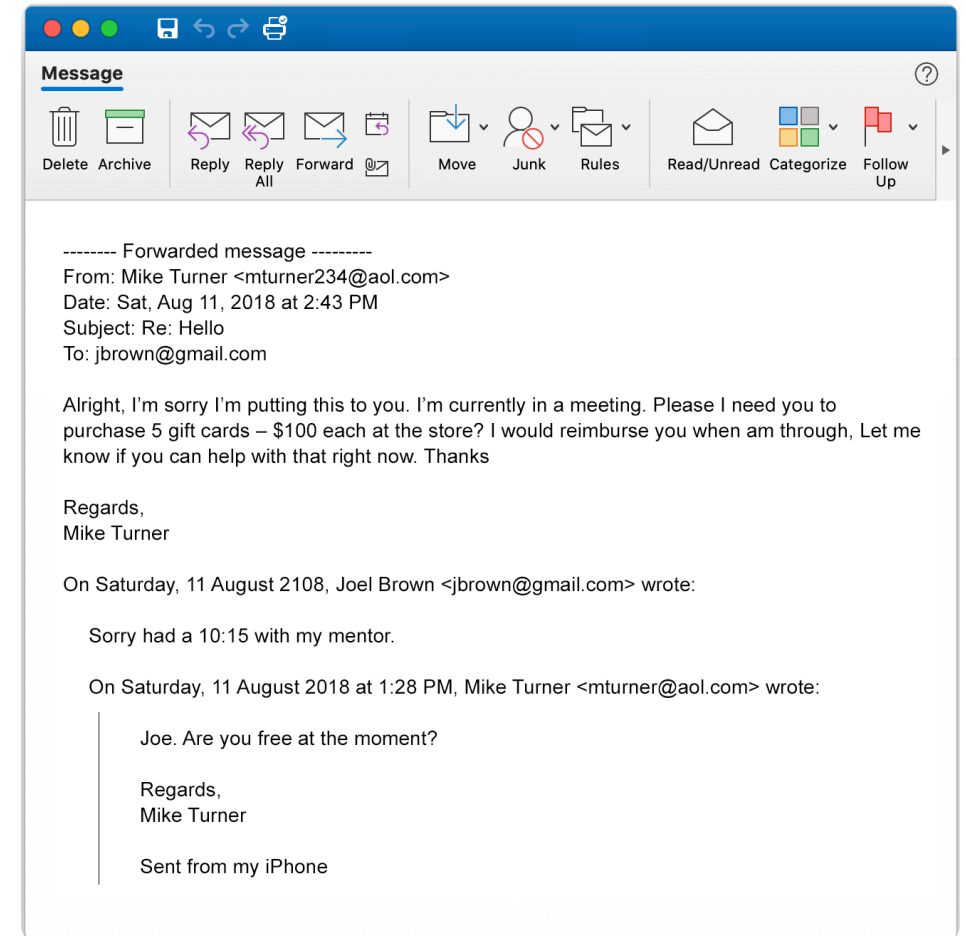 Message
Delete Archive Reply Reply All Forward Move Junk Rules Read/Unread Categorize Follow Up
-------- Forwarded message ---------
From: Mike Turner <mturner234@aol.com>
Date: Sat, Aug 11, 2018 at 2:43 PM
Subject: Re: Hello
To: jbrown@gmail.com
Alright, I’m sorry I’m putting this to you. I’m currently in a meeting. Please I need you to
purchase 5 gift cards – $100 each at the store? I would reimburse you when am through, Let me
know if you can help with that right now. Thanks
Regards,
Mike Turner
On Saturday, 11 August 2108, Joel Brown <jbrown@gmail.com> wrote:
Sorry had a 10:15 with my mentor.
On Saturday, 11 August 2018 at 1:28 PM, Mike Turner <mturner@aol.com> wrote:
Joe. Are you free at the moment?
Regards,
Mike Turner
Sent from my iPhone